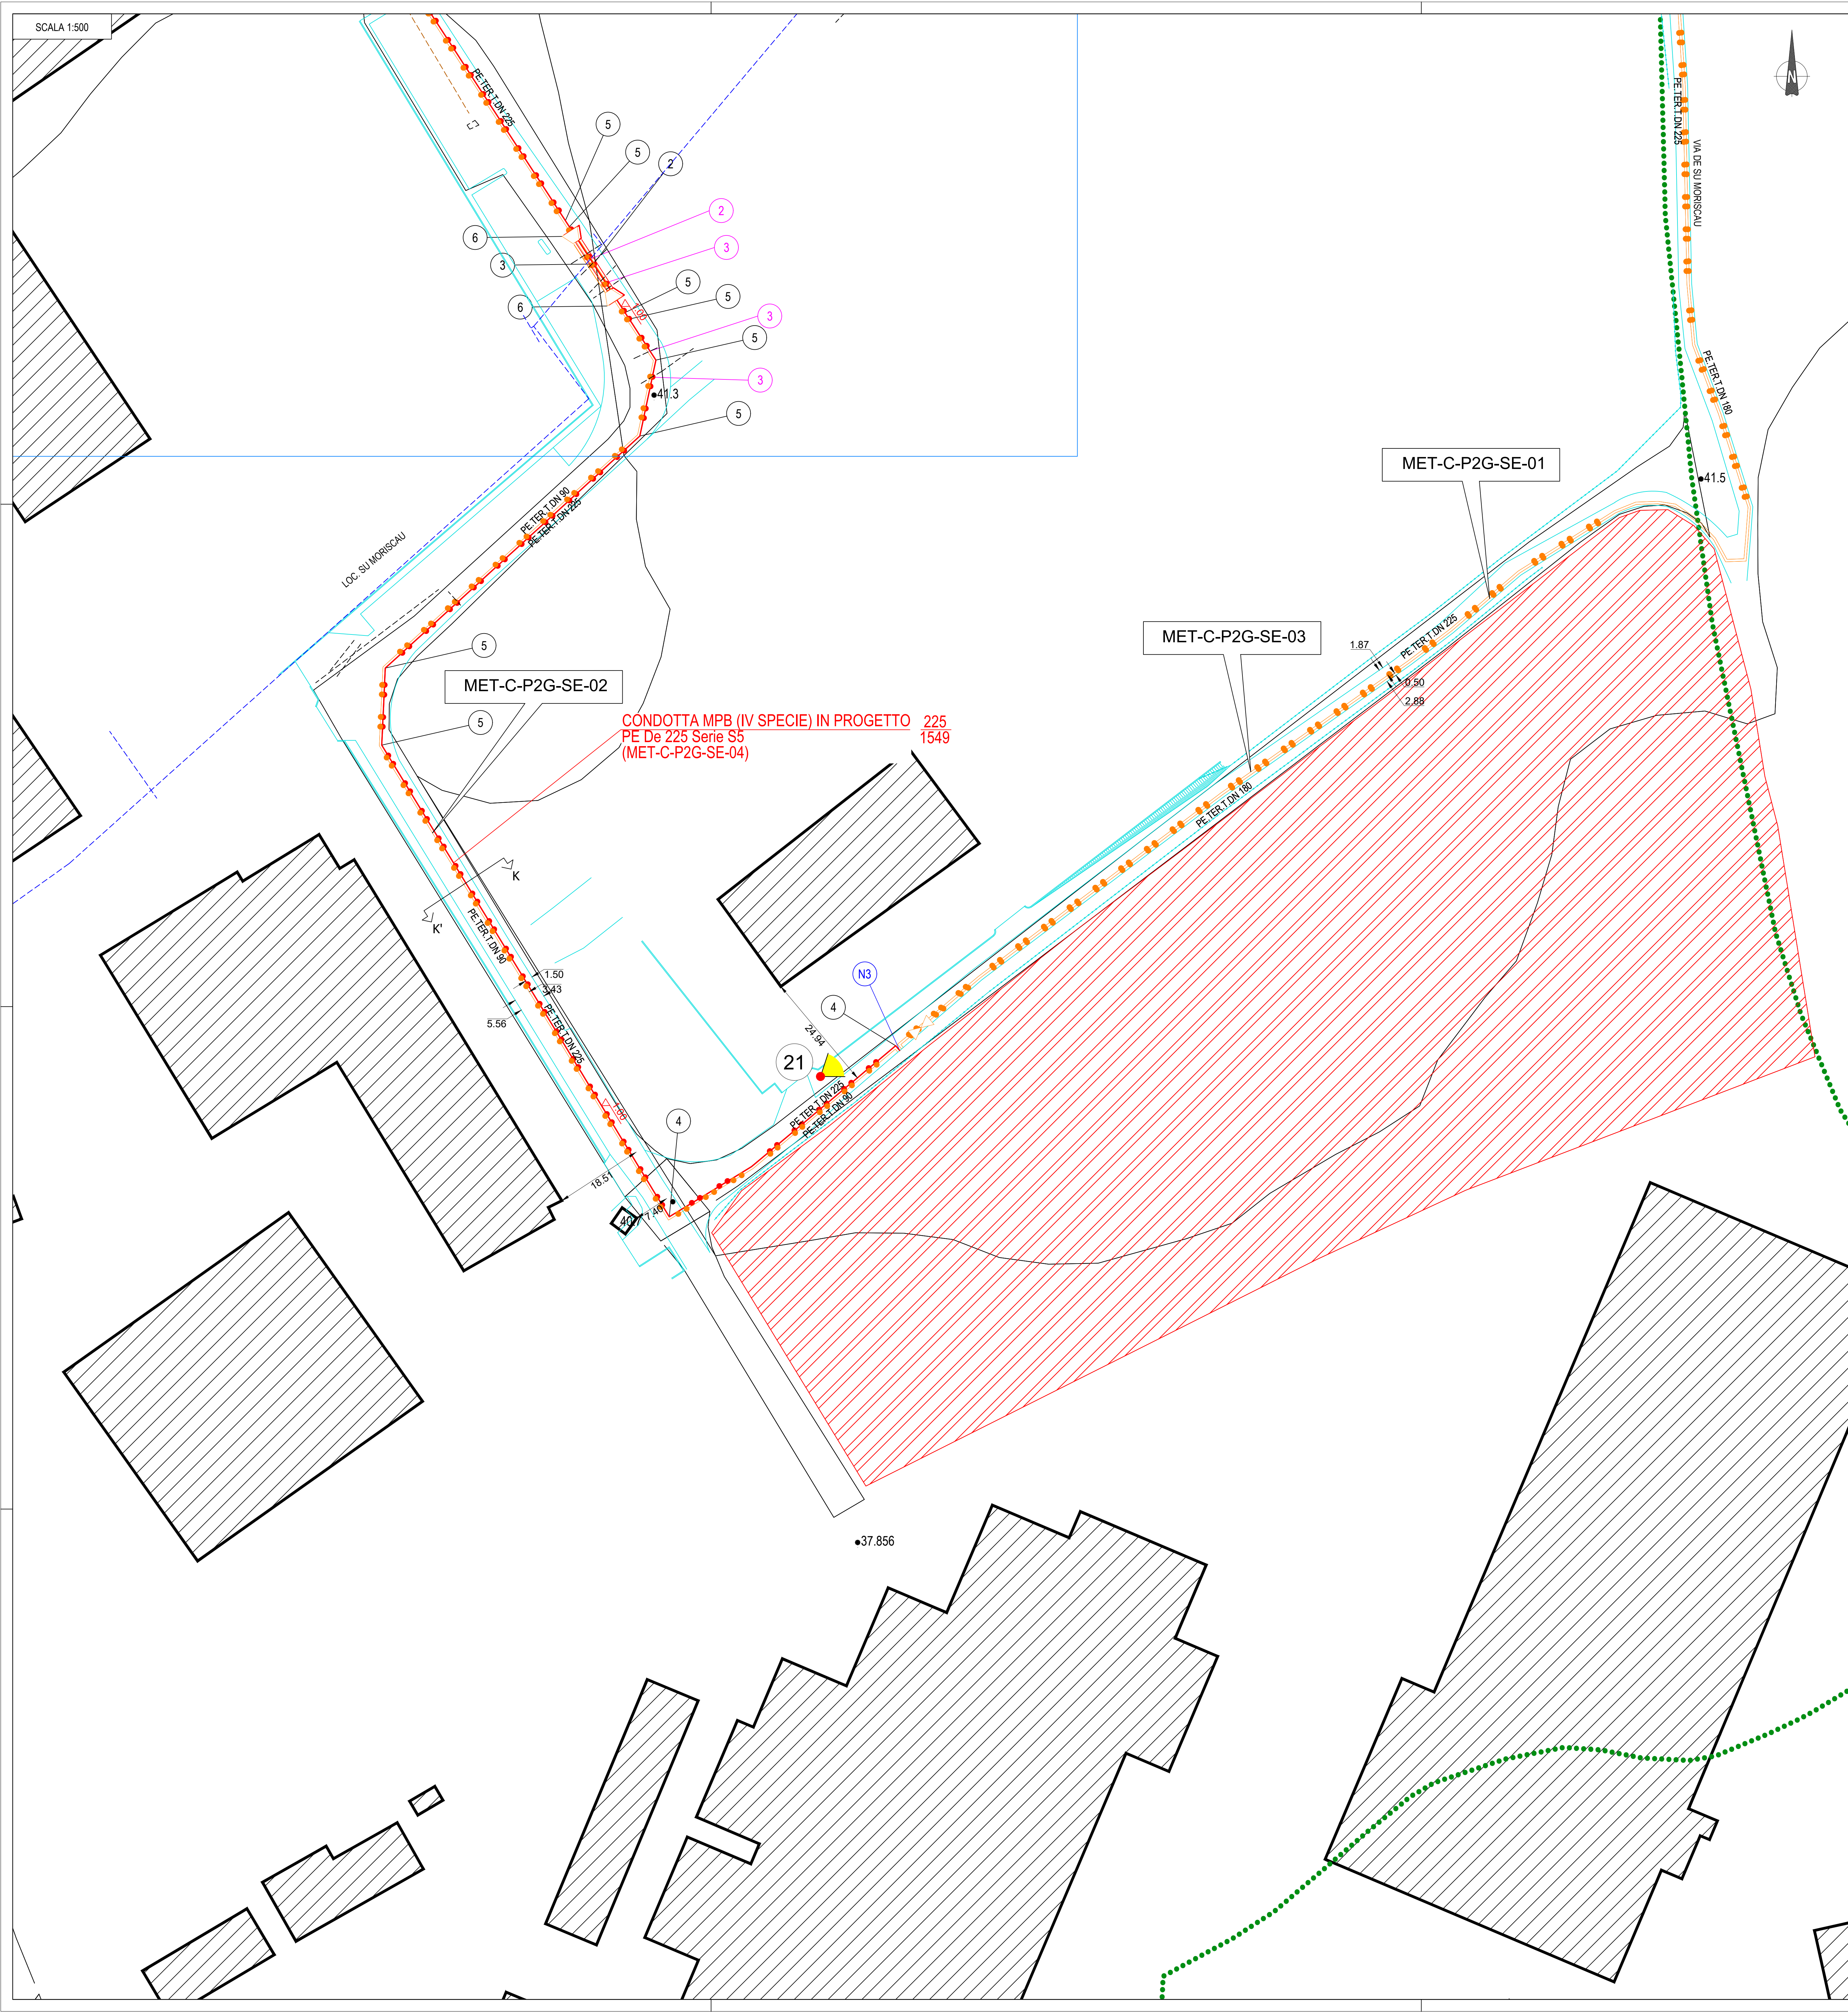 SCALA 1:500
N
PE.TER.T.DN 225
PE.TER.T.DN 225
VIA DE SU MORISCAU
5
5
2
2
6
3
3
5
5
6
1.00
3
5
3
41.3
5
PE.TER.T.DN 180
MET-C-P2G-SE-01
41.5
PE.TER.T.DN 90
PE.TER.T.DN 225
LOC. SU MORISCAU
MET-C-P2G-SE-03
1.87
PE.TER.T.DN 225
0.50
2.88
5
MET-C-P2G-SE-02
5
CONDOTTA MPB (IV SPECIE) IN PROGETTO 225
PE De 225 Serie S5 1549
(MET-C-P2G-SE-04)
PE.TER.T.DN 180
K
K'
PE.TER.T.DN 90
1.50
3.43
5.56
PE.TER.T.DN 225
N3
4
24.94
21
PE.TER.T.DN 225
PE.TER.T.DN 90
1.00
4
18.51
7.40
40.7
37.856